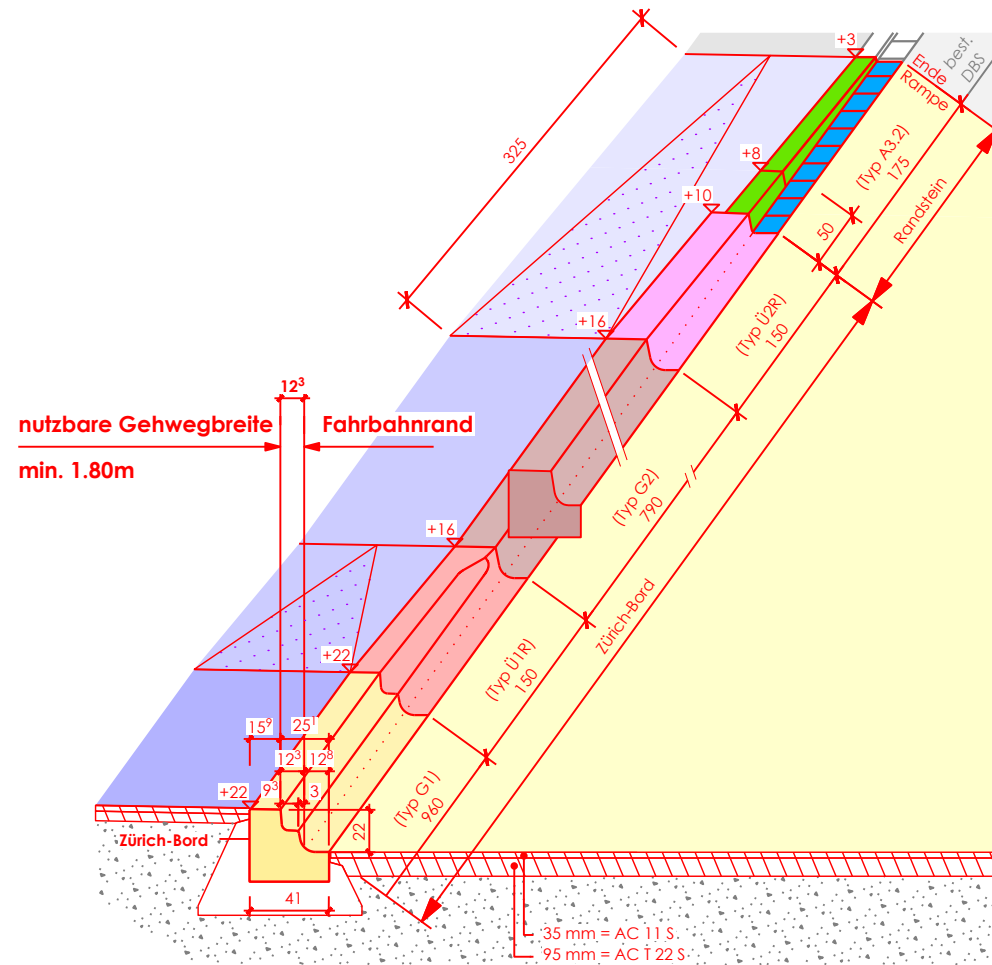 +3
Ende
Rampe
best.
DBS
325
+8
(Typ A3.2)
175
+10
Randstein
50
+16
(Typ Ü2R)
150
12³
nutzbare Gehwegbreite
Fahrbahnrand
min. 1.80m
(Typ G2)
790
+16
Zürich-Bord
+22
(Typ Ü1R)
150
15⁹
25¹
12³
12⁸
9³
3
+22
22
(Typ G1)
960
Zürich-Bord
41
35 mm = AC 11 S
95 mm = AC T 22 S